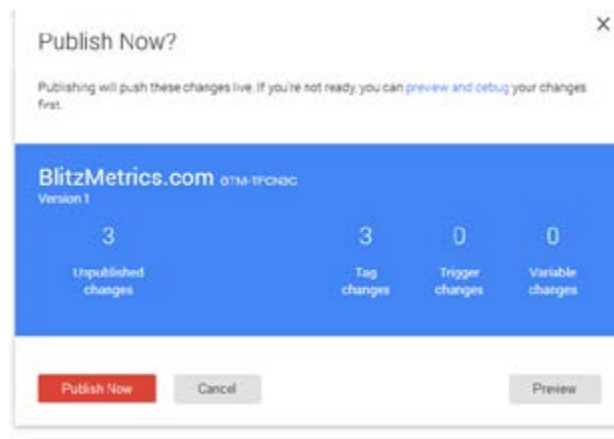 Publish Now?
Publishing will push these changes live. If you're not ready, you can preview and debug your changes
first.
BlitzMetrics.com
Version 1
3 3 0 0
Unpublished changes Tag changes Trigger changes Variable changes
Publish Now Cancel Preview